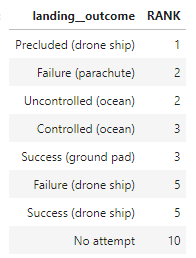 landing__outcome RANK
Precluded (drone ship) 1
Failure (parachute) 2
Uncontrolled (ocean) 2
Controlled (ocean) 3
Success (ground pad) 3
Failure (drone ship) 5
Success (drone ship) 5
No attempt 10